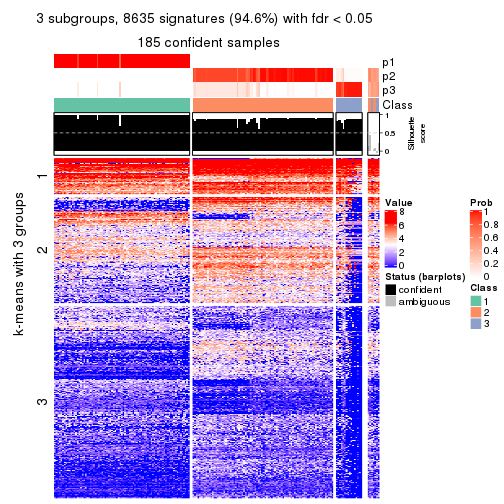 3 subgroups, 8635 signatures (94.6%) with fdr < 0.05
185 confident samples
p1
p2
p3
Class
1
0.5
0
Silhouette
score
k-means with 3 groups
1
2
3
Value
8
6
4
2
0
Status (barplots)
confident
ambiguous
Prob
1
0.8
0.6
0.4
0.2
0
Class
1
2
3